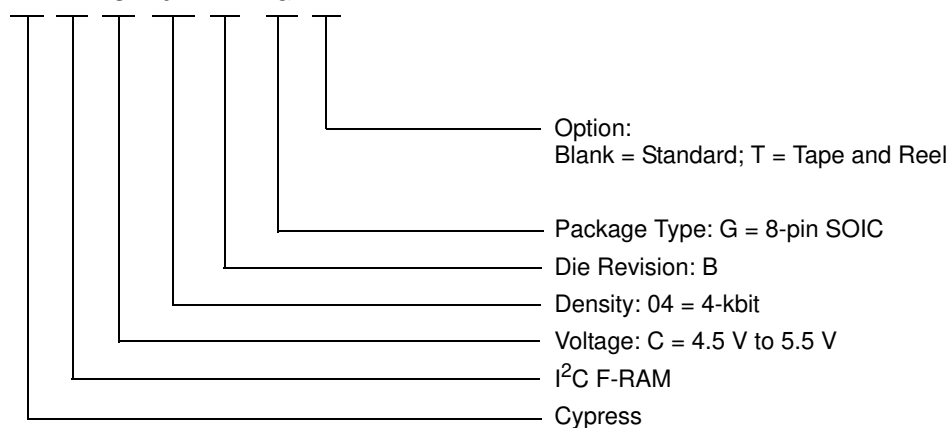 Option:
Blank = Standard; T = Tape and Reel
Package Type: G = 8-pin SOIC
Die Revision: B
Density: 04 = 4-kbit
Voltage: C = 4.5 V to 5.5 V
I²C F-RAM
Cypress